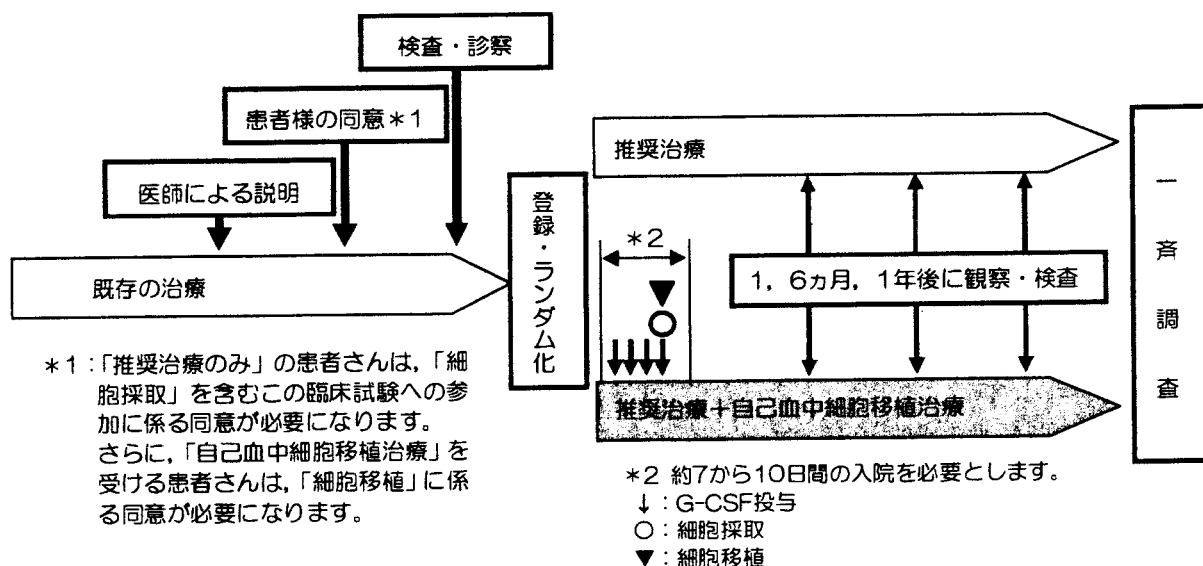 検査・診察
患者様の同意＊1
医師による説明
既存の治療
登録・ランダム化
推奨治療
＊2
1，6ヵ月，1年後に観察・検査
推奨治療＋自己血中細胞移植治療
一斉調査
＊1：「推奨治療のみ」の患者さんは，「細
胞採取」を含むこの臨床試験への参
加に係る同意が必要になります。
さらに，「自己血中細胞移植治療」を
受ける患者さんは，「細胞移植」に係
る同意が必要になります。
＊2 約7から10日間の入院を必要とします。
↓：G-CSF投与
○：細胞採取
▼：細胞移植